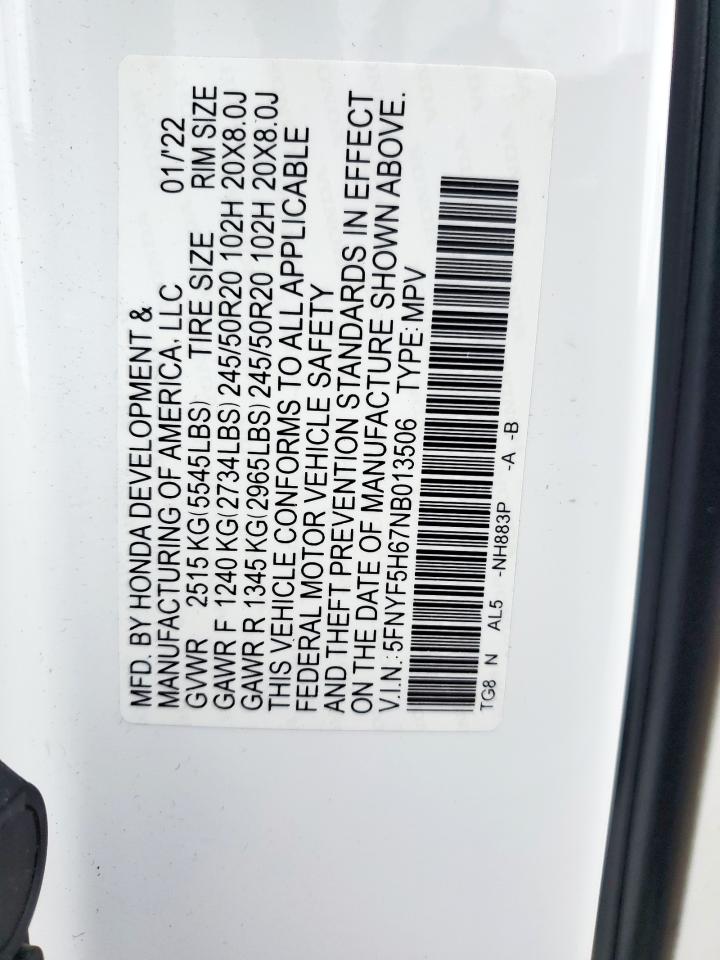 MFD. BY HONDA DEVELOPMENT &
MANUFACTURING OF AMERICA, LLC 01/'22
GVWR 2515 KG(5545LBS) TIRE SIZE RIM SIZE
GAWR F 1240 KG(2734LBS) 245/50R20 102H 20X8.0J
GAWR R 1345 KG(2965LBS) 245/50R20 102H 20X8.0J
THIS VEHICLE CONFORMS TO ALL APPLICABLE
FEDERAL MOTOR VEHICLE SAFETY
AND THEFT PREVENTION STANDARDS IN EFFECT
ON THE DATE OF MANUFACTURE SHOWN ABOVE.
V.I.N.: 5FNYF5H67NB013506 TYPE: MPV
TG8 N AL5 -NH883P -A -B